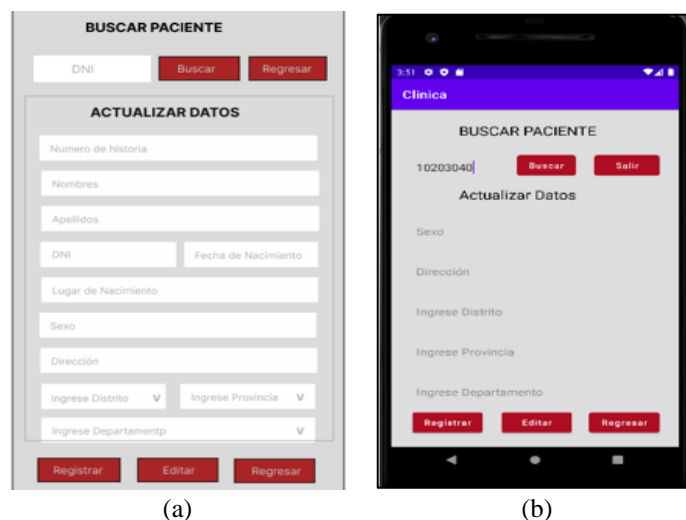 BUSCAR PACIENTE
DNI Buscar Regresar
ACTUALIZAR DATOS
Numero de historia
Nombres
Apellidos
DNI Fecha de Nacimiento
Lugar de Nacimiento
Sexo
Dirección
Ingrese Distrito V Ingrese Provincia V
Ingrese Departamentp V
Registrar Editar Regresar
(a)
3:51
Clinica
BUSCAR PACIENTE
10203040 Buscar Salir
Actualizar Datos
Sexo
Dirección
Ingrese Distrito
Ingrese Provincia
Ingrese Departamento
Registrar Editar Regresar
(b)